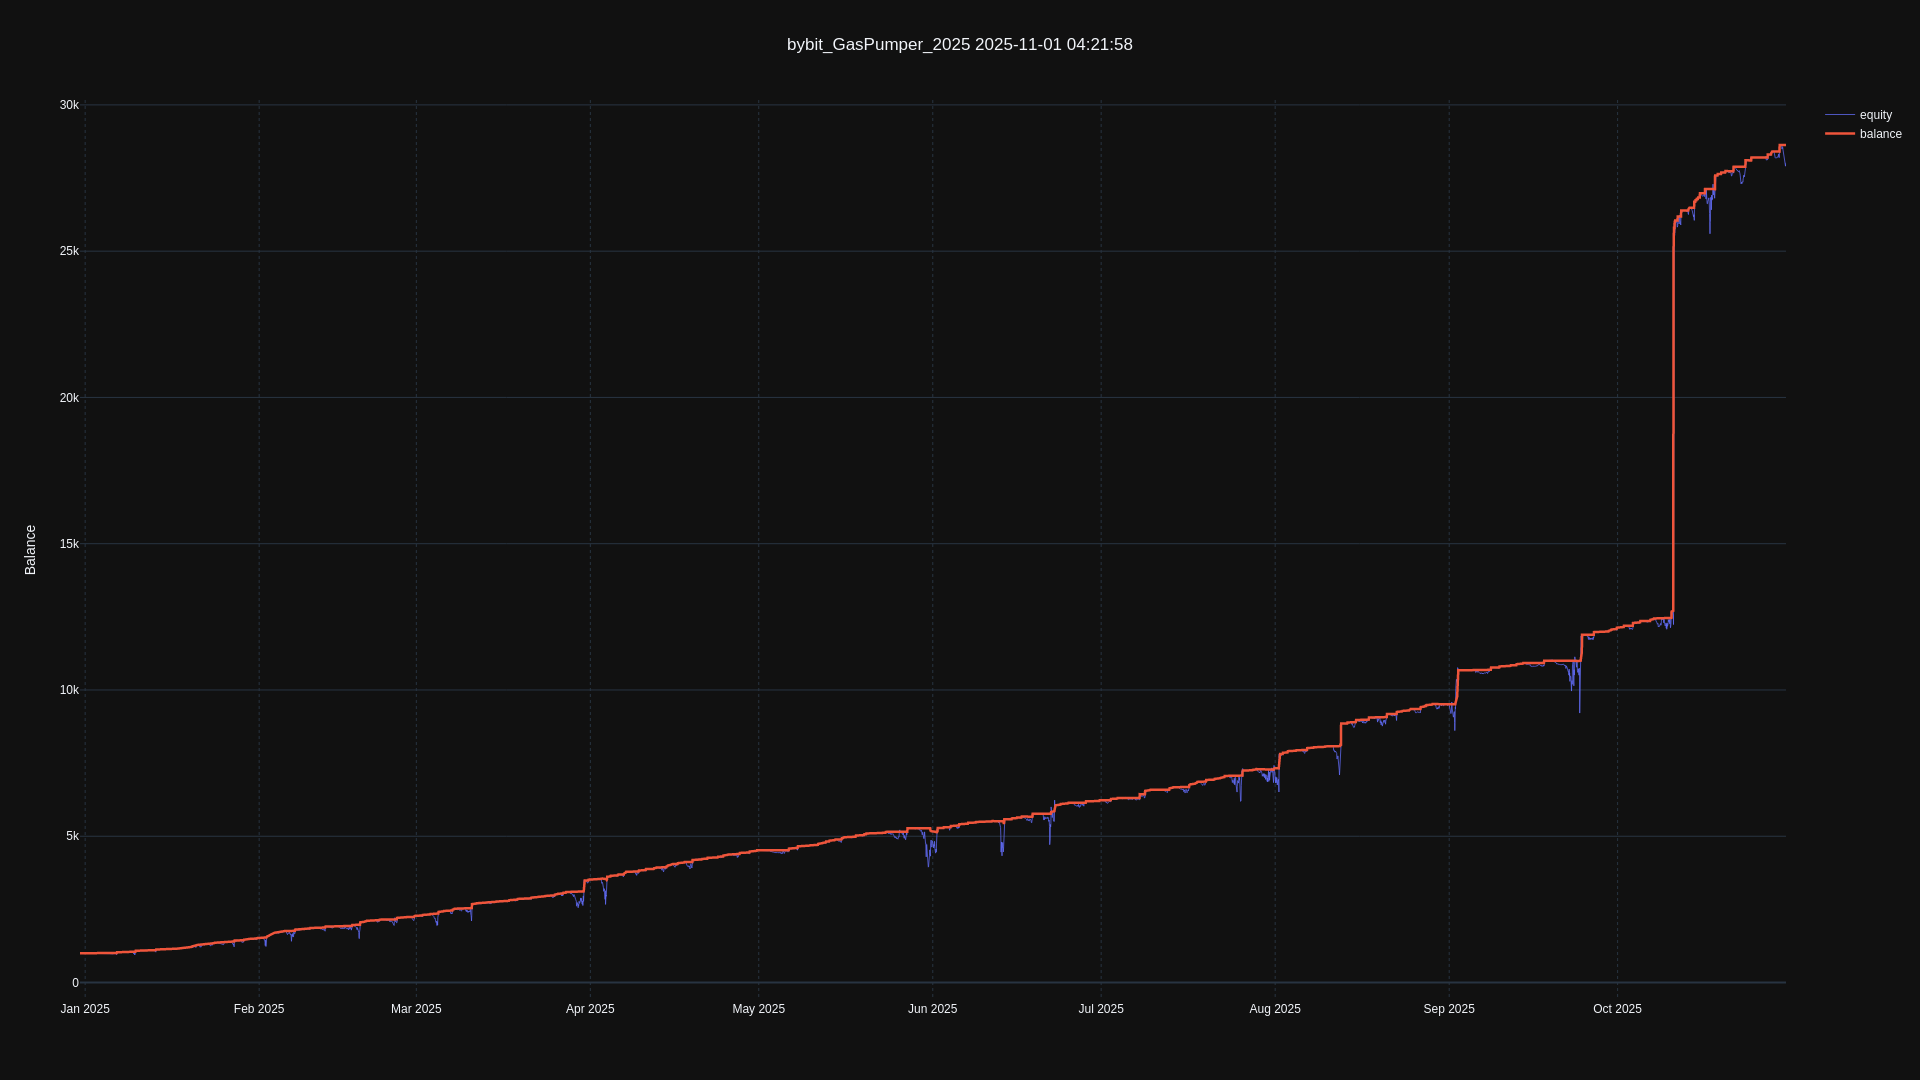 bybit_GasPumper_2025 2025-11-01 04:21:58
equity
balance
Balance
30k
25k
20k
15k
10k
5k
0
Jan 2025
Feb 2025
Mar 2025
Apr 2025
May 2025
Jun 2025
Jul 2025
Aug 2025
Sep 2025
Oct 2025